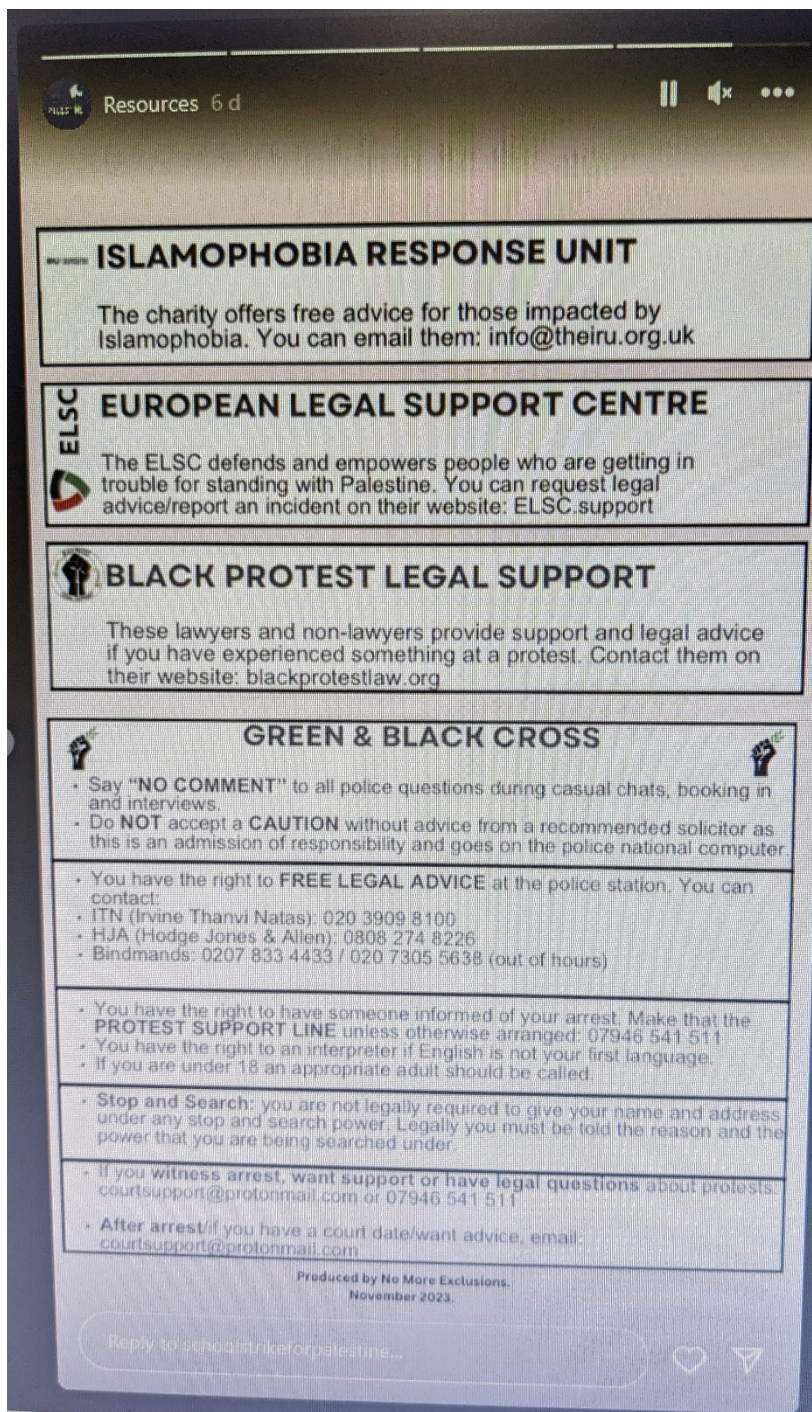 Resources 6 d
ISLAMOPHOBIA RESPONSE UNIT
The charity offers free advice for those impacted by
Islamophobia. You can email them: info@theiru.org.uk
ELSC
EUROPEAN LEGAL SUPPORT CENTRE
The ELSC defends and empowers people who are getting in
trouble for standing with Palestine. You can request legal
advice/report an incident on their website: ELSC.support
BLACK PROTEST LEGAL SUPPORT
These lawyers and non-lawyers provide support and legal advice
if you have experienced something at a protest. Contact them on
their website: blackprotestlaw.org
GREEN & BLACK CROSS
• Say "NO COMMENT" to all police questions during casual chats, booking in
and interviews.
• Do NOT accept a CAUTION without advice from a recommended solicitor as
this is an admission of responsibility and goes on the police national computer.
• You have the right to FREE LEGAL ADVICE at the police station. You can
contact:
• ITN (Irvine Thanvi Natas): 020 3909 8100
• HJA (Hodge Jones & Allen): 0808 274 8226
• Bindmands: 0207 833 4433 / 020 7305 5638 (out of hours)
• You have the right to have someone informed of your arrest. Make that the
PROTEST SUPPORT LINE unless otherwise arranged: 07946 541 511
• You have the right to an interpreter if English is not your first language.
• If you are under 18 an appropriate adult should be called.
• Stop and Search: you are not legally required to give your name and address
under any stop and search power. Legally you must be told the reason and the
power that you are being searched under.
• If you witness arrest, want support or have legal questions about protests:
courtsupport@protonmail.com or 07946 541 511
• After arrest/if you have a court date/want advice, email:
courtsupport@protonmail.com
Produced by No More Exclusions.
November 2023.
Reply to schoolstrikeforpalestine...